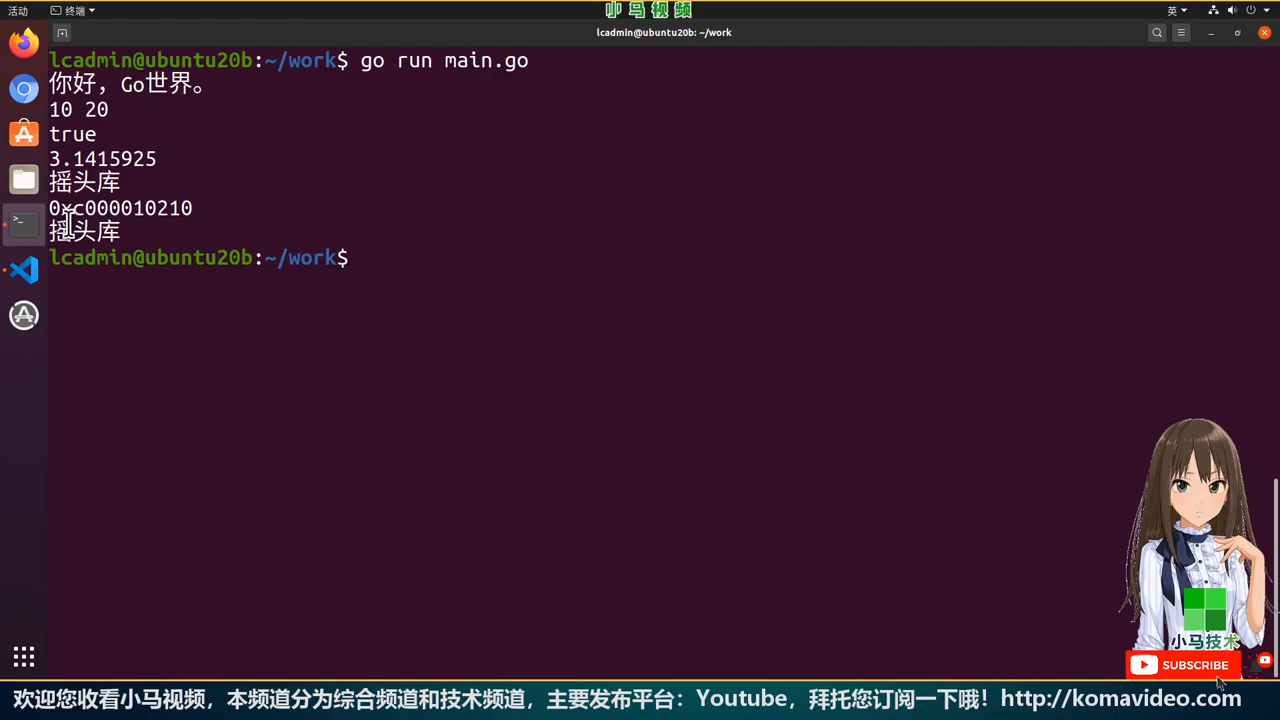 活动 终端 小马视频 英
lcadmin@ubuntu20b: ~/work
lcadmin@ubuntu20b:~/work$ go run main.go
你好，Go世界。
10 20
true
3.1415925
摇头库
0xc000010210
摇头库
lcadmin@ubuntu20b:~/work$
小马技术
SUBSCRIBE
欢迎您收看小马视频，本频道分为综合频道和技术频道，主要发布平台：Youtube，拜托您订阅一下哦！http://komavideo.com